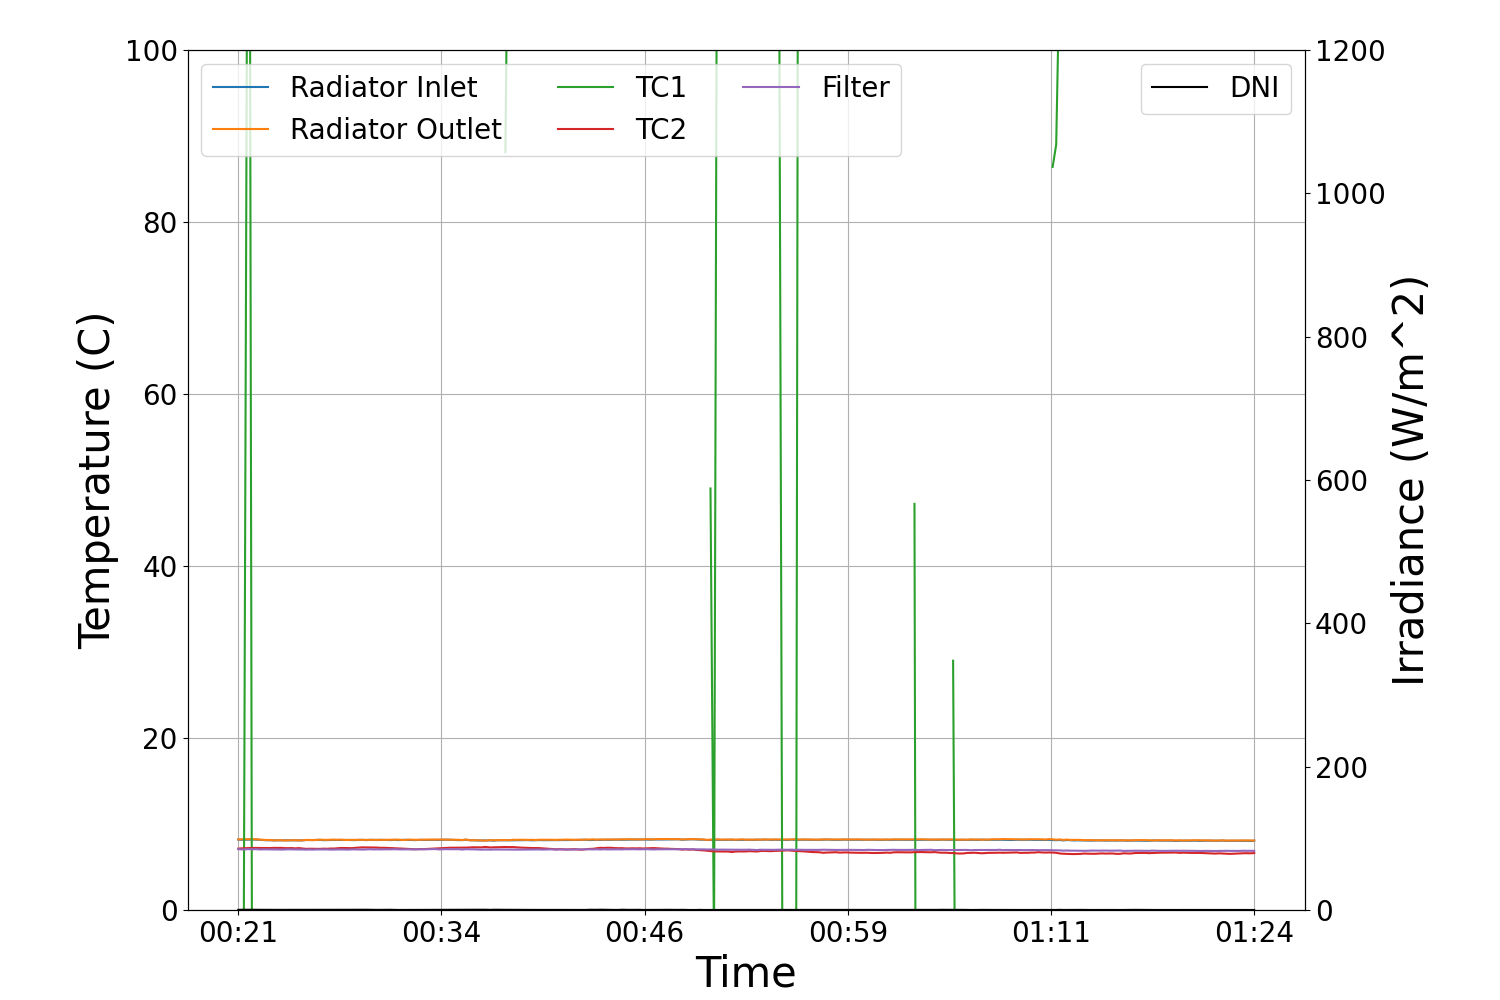 100
80
60
40
20
0
Temperature (C)
Radiator Inlet
Radiator Outlet
TC1
TC2
Filter
DNI
1200
1000
800
600
400
200
0
Irradiance (W/m^2)
00:21
00:34
00:46
00:59
01:11
01:24
Time